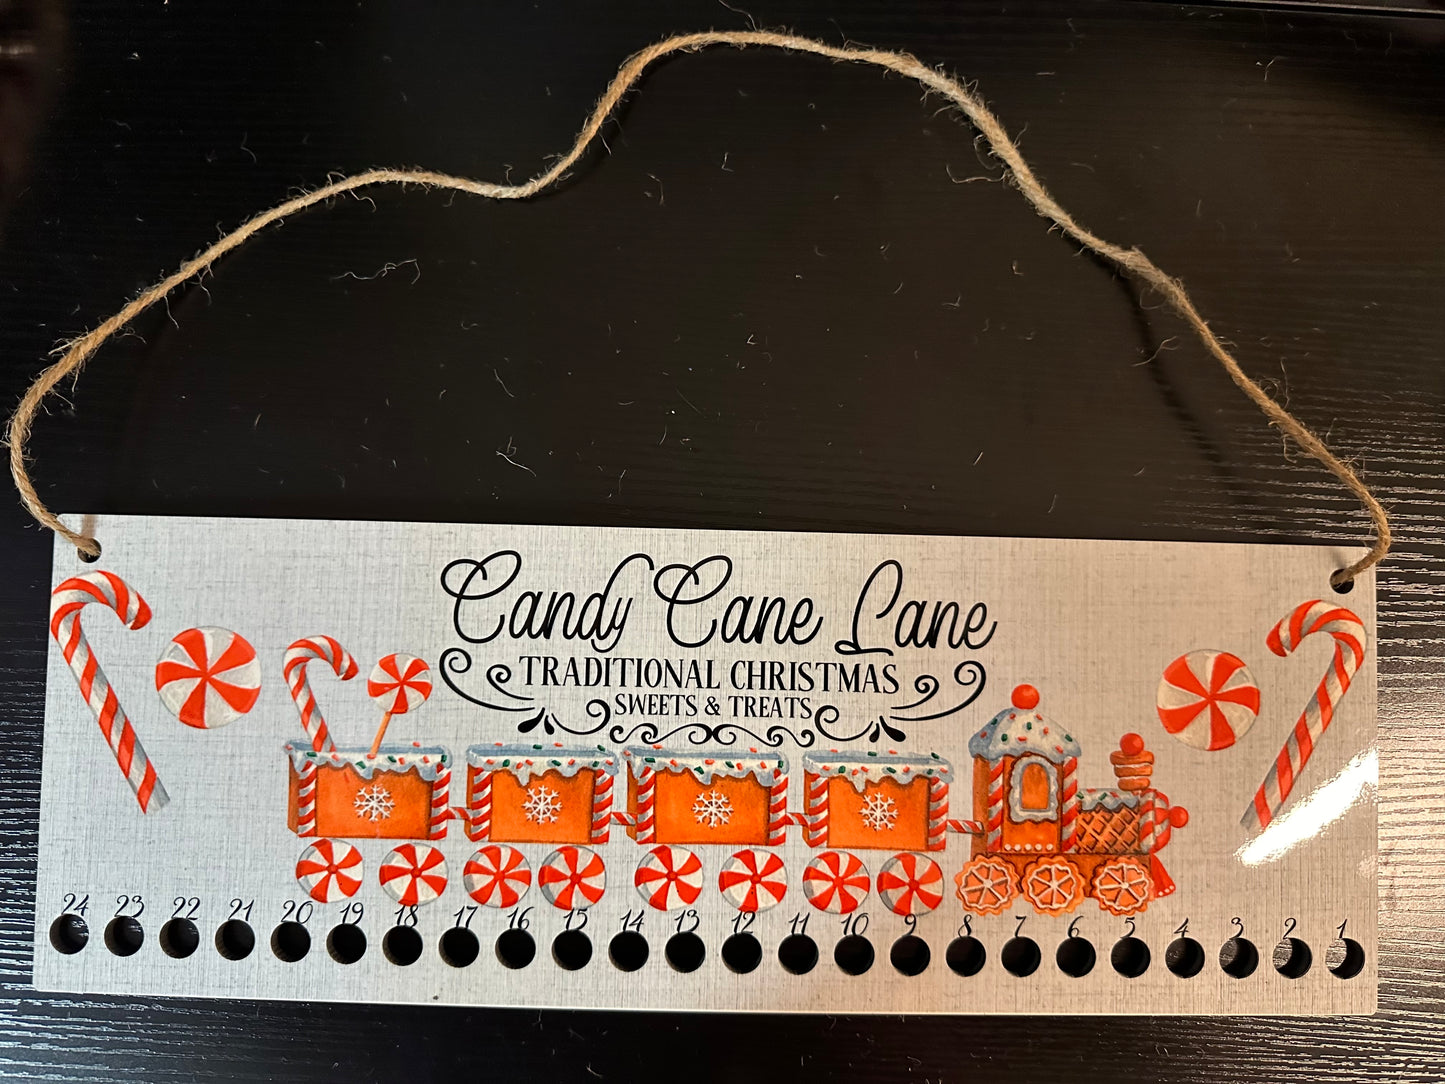 Candy Cane Lane
TRADITIONAL CHRISTMAS
SWEETS & TREATS
24 23 22 21 20 19 18 17 16 15 14 13 12 11 10 9 8 7 6 5 4 3 2 1